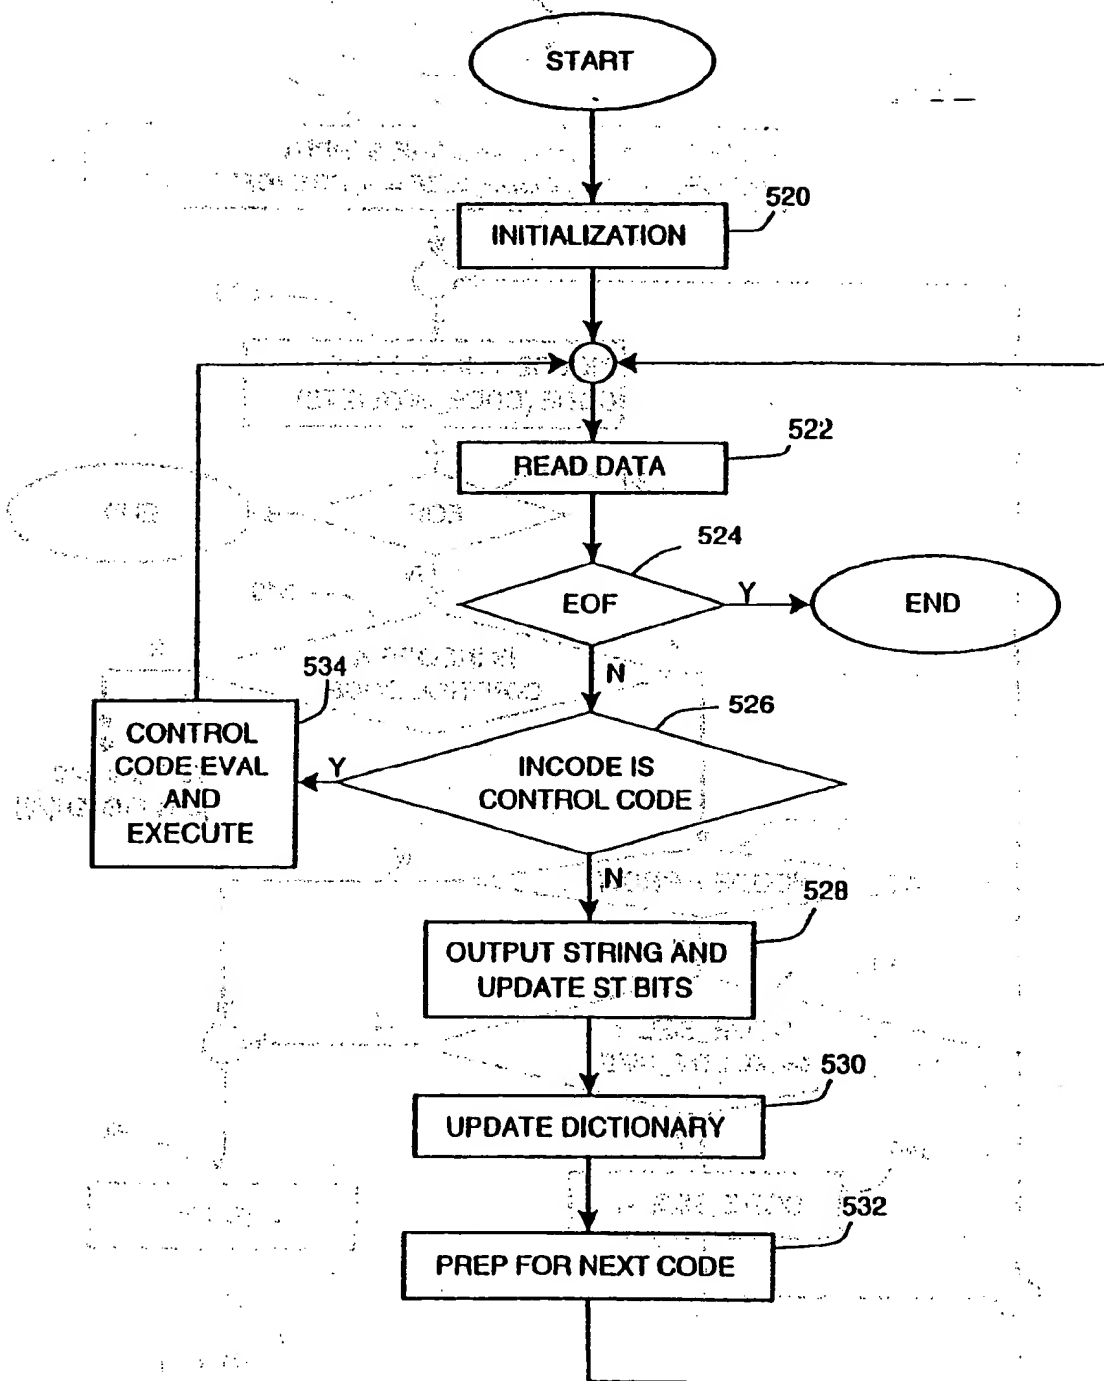 START
520
INITIALIZATION
522
READ DATA
524
EOF
Y
END
N
534
526
CONTROL
CODE EVAL
AND
EXECUTE
Y
INCODE IS
CONTROL CODE
N
528
OUTPUT STRING AND
UPDATE ST BITS
530
UPDATE DICTIONARY
532
PREP FOR NEXT CODE